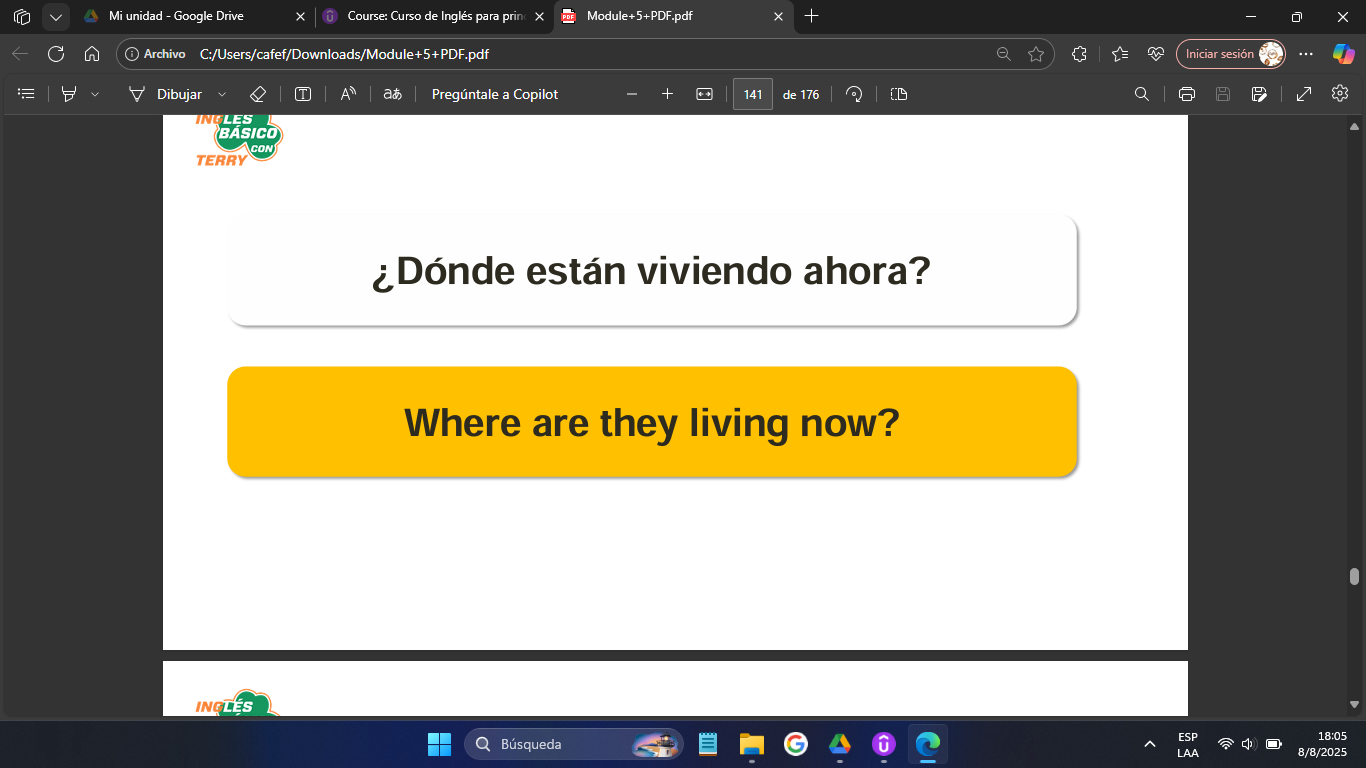 Mi unidad - Google Drive
Course: Curso de Inglés para prin
Module+5+PDF.pdf
Archivo
C:/Users/cafef/Downloads/Module+5+PDF.pdf
Iniciar sesión
Dibujar
Pregúntale a Copilot
141
de 176
INGLÉS
BÁSICO
CON
TERRY
¿Dónde están viviendo ahora?
Where are they living now?
INGLÉS
Búsqueda
ESP
LAA
18:05
8/8/2025